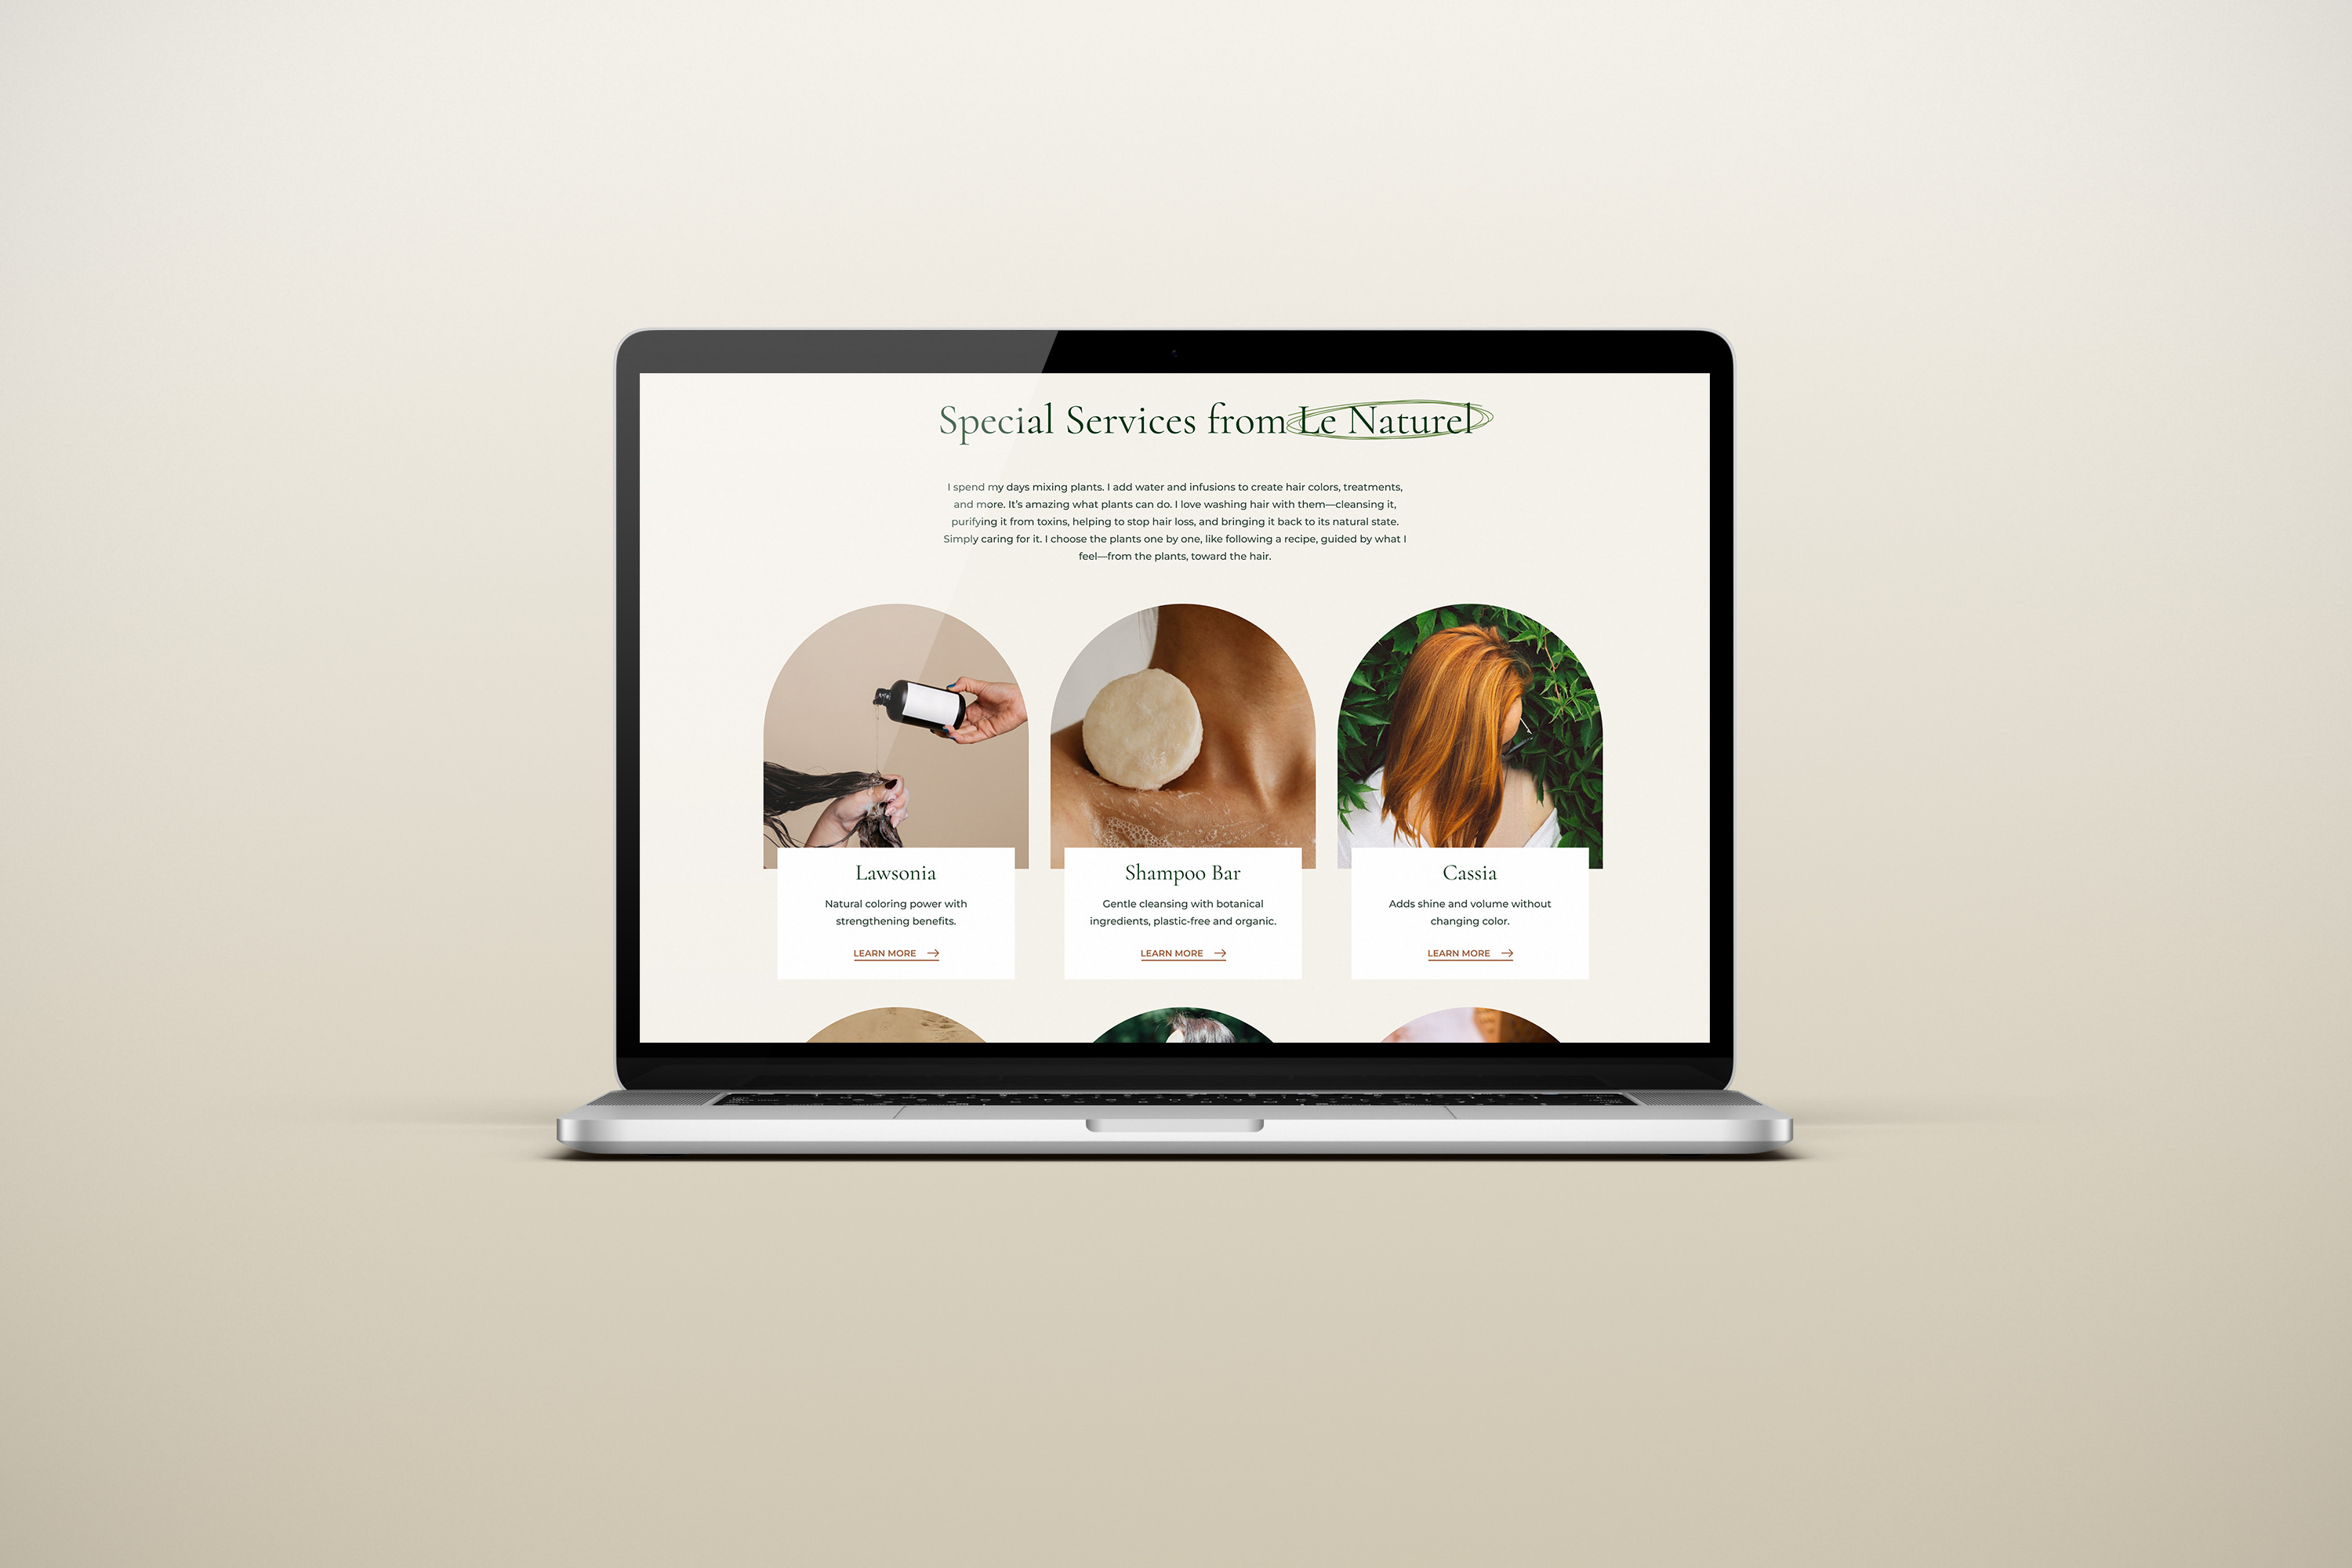 Special Services from Le Naturel
I spend my days mixing plants. I add water and infusions to create hair colors, treatments,
and more. It’s amazing what plants can do. I love washing hair with them—cleansing it,
purifying it from toxins, helping to stop hair loss, and bringing it back to its natural state.
Simply caring for it. I choose the plants one by one, like following a recipe, guided by what I
feel—from the plants, toward the hair.
Lawsonia
Natural coloring power with
strengthening benefits.
LEARN MORE
Shampoo Bar
Gentle cleansing with botanical
ingredients, plastic-free and organic.
LEARN MORE
Cassia
Adds shine and volume without
changing color.
LEARN MORE